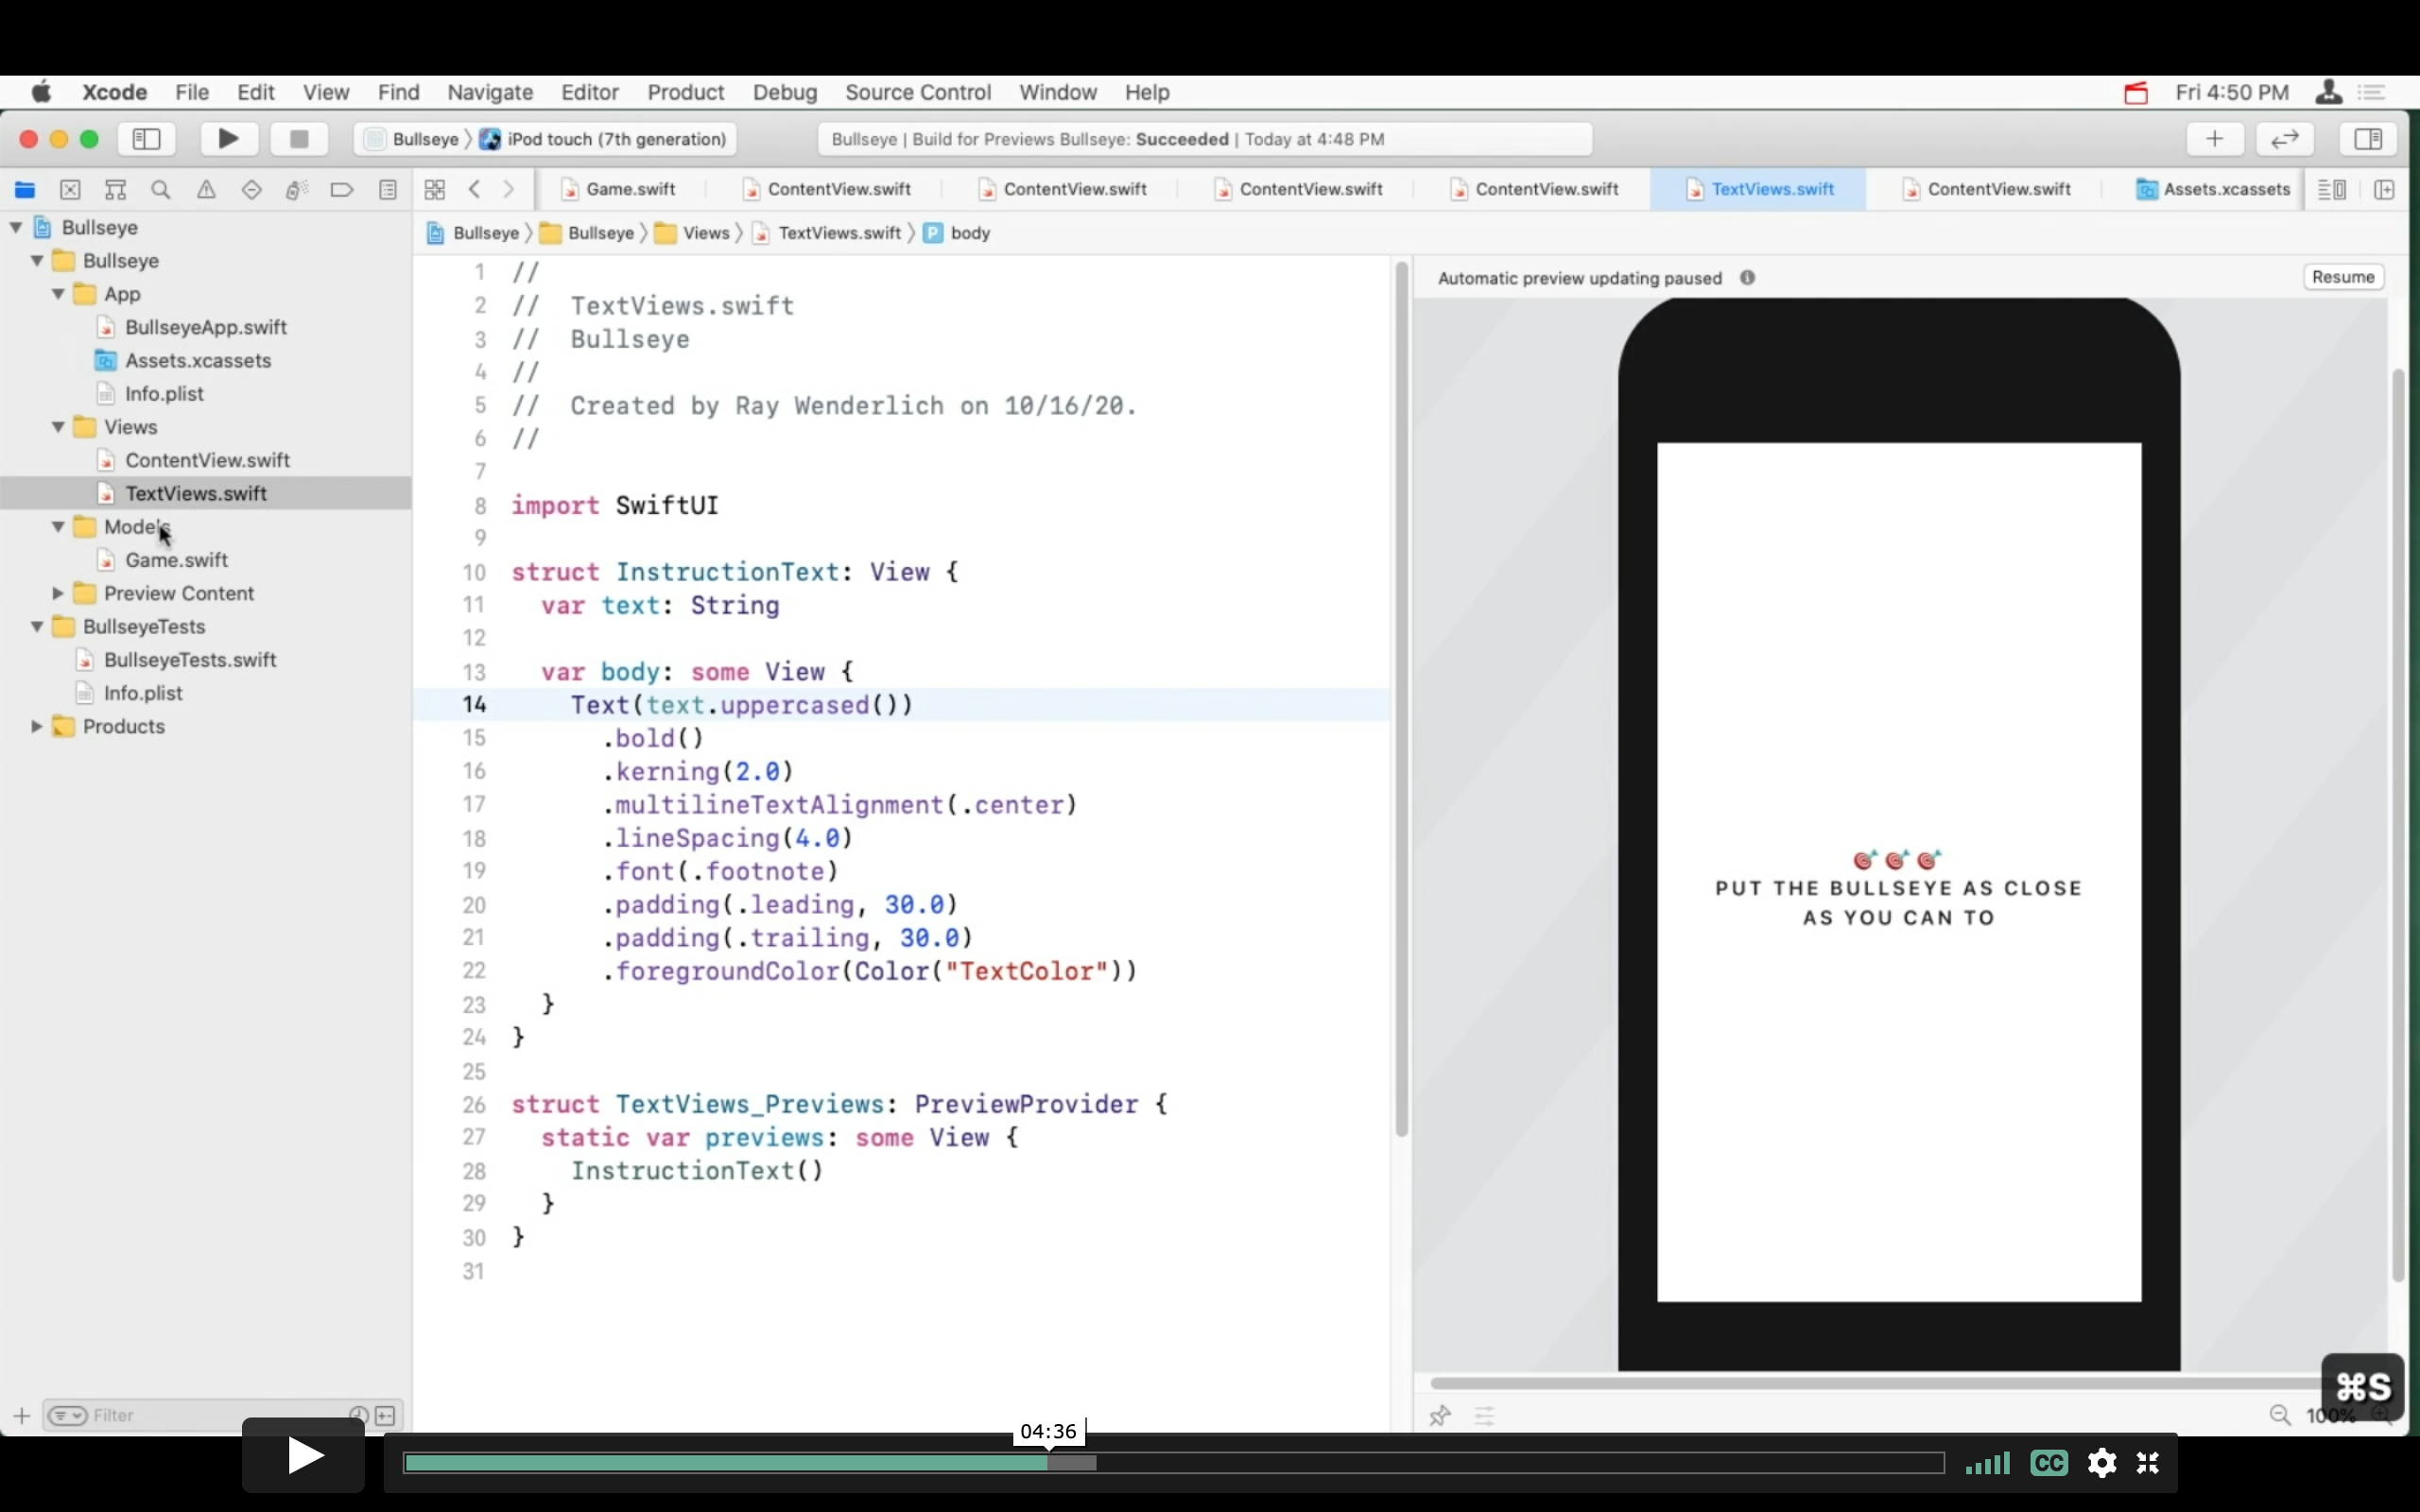 Xcode File Edit View Find Navigate Editor Product Debug Source Control Window Help Fri 4:50 PM
Bullseye iPod touch (7th generation) Bullseye | Build for Previews Bullseye: Succeeded | Today at 4:48 PM
Game.swift ContentView.swift ContentView.swift ContentView.swift ContentView.swift TextViews.swift ContentView.swift Assets.xcassets
Bullseye Bullseye Views TextViews.swift P body
Bullseye
Bullseye
App
BullseyeApp.swift
Assets.xcassets
Info.plist
Views
ContentView.swift
TextViews.swift
Models
Game.swift
Preview Content
BullseyeTests
BullseyeTests.swift
Info.plist
Products
Filter
1 //
2 //  TextViews.swift
3 //  Bullseye
4 //
5 //  Created by Ray Wenderlich on 10/16/20.
6 //
7
8 import SwiftUI
9
10 struct InstructionText: View {
11   var text: String
12
13   var body: some View {
14     Text(text.uppercased())
15       .bold()
16       .kerning(2.0)
17       .multilineTextAlignment(.center)
18       .lineSpacing(4.0)
19       .font(.footnote)
20       .padding(.leading, 30.0)
21       .padding(.trailing, 30.0)
22       .foregroundColor(Color("TextColor"))
23   }
24 }
25
26 struct TextViews_Previews: PreviewProvider {
27   static var previews: some View {
28     InstructionText()
29   }
30 }
31
Automatic preview updating paused Resume
🎯🎯🎯
PUT THE BULLSEYE AS CLOSE
AS YOU CAN TO
⌘S
100%
04:36
CC